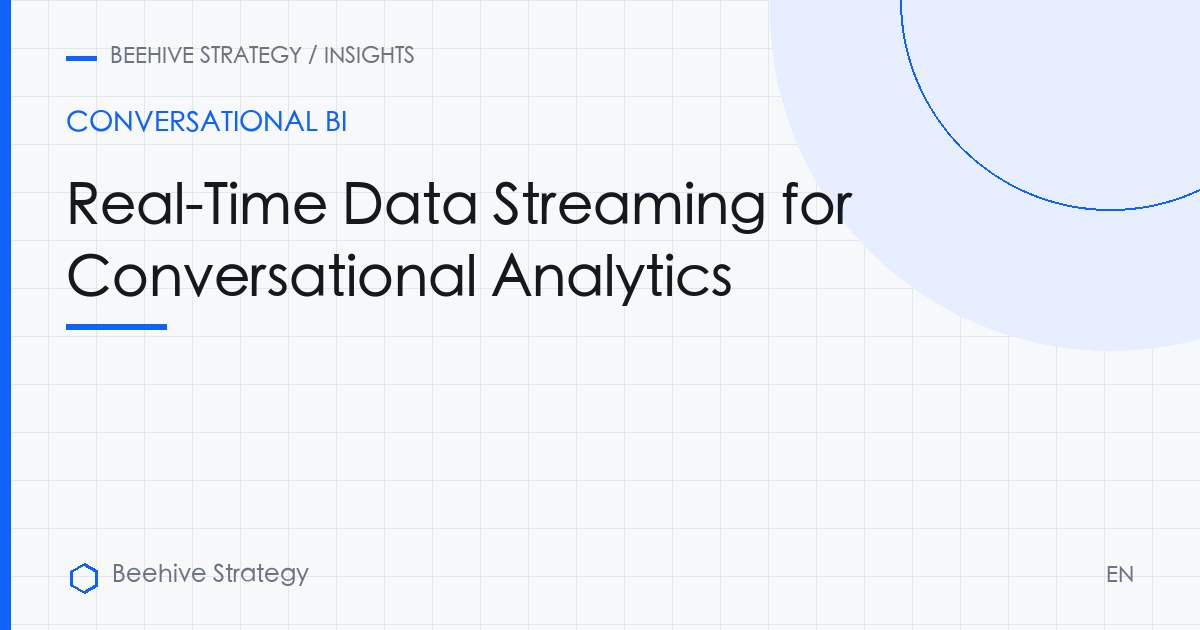 BEEHIVE STRATEGY / INSIGHTS
CONVERSATIONAL BI
Real-Time Data Streaming for
Conversational Analytics
Beehive Strategy
EN